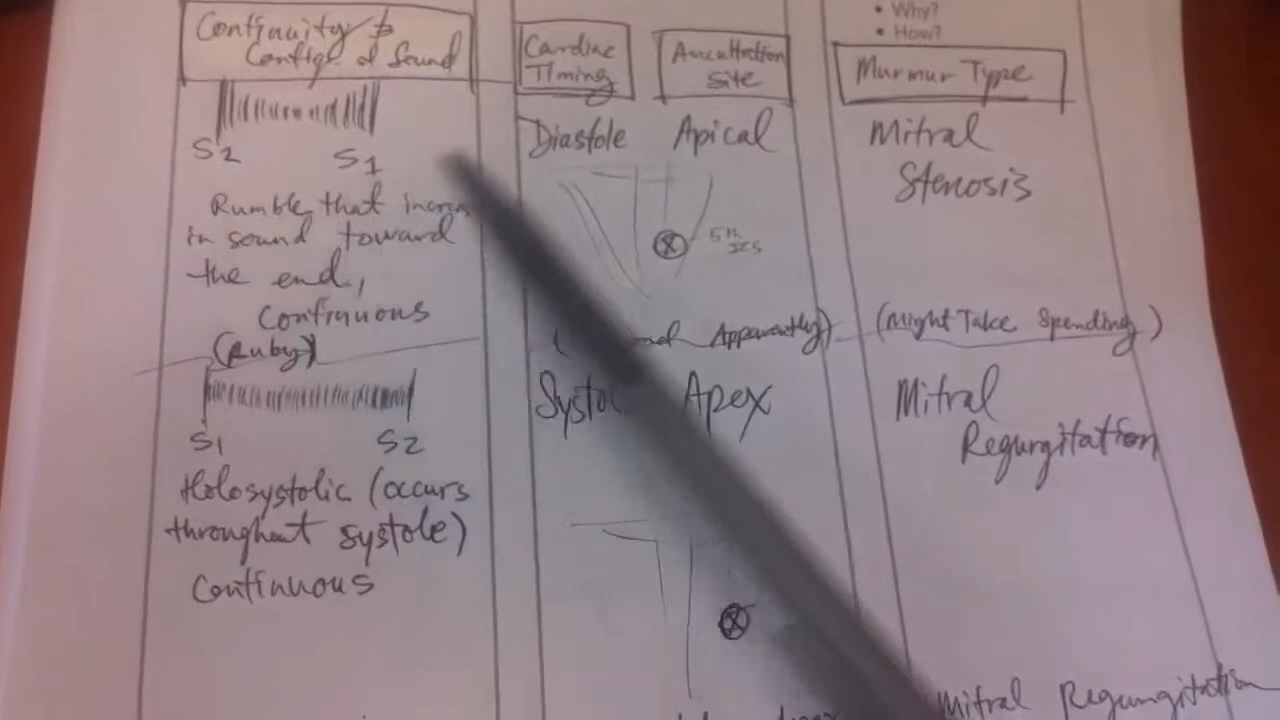 • Why?
• How?
Continuity &
Config. of Sound
Cardiac
Timing
Auscultation
Site
Murmur Type
S2 S1
Rumble that increa
in sound toward
the end,
Continuous
(Ruby)
Diastole Apical
5th
ICS
Mitral
Stenosis
Apparently)
(Might Take Spending)
S1 S2
Holosystolic (occurs
throughout systole)
Continuous
Systo Apex
Mitral
Regurgitation
Mitral Regurgitation